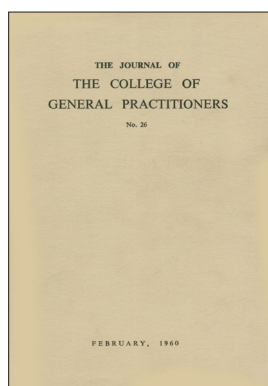 THE JOURNAL OF
THE COLLEGE OF
GENERAL PRACTITIONERS
No. 26
FEBRUARY, 1960